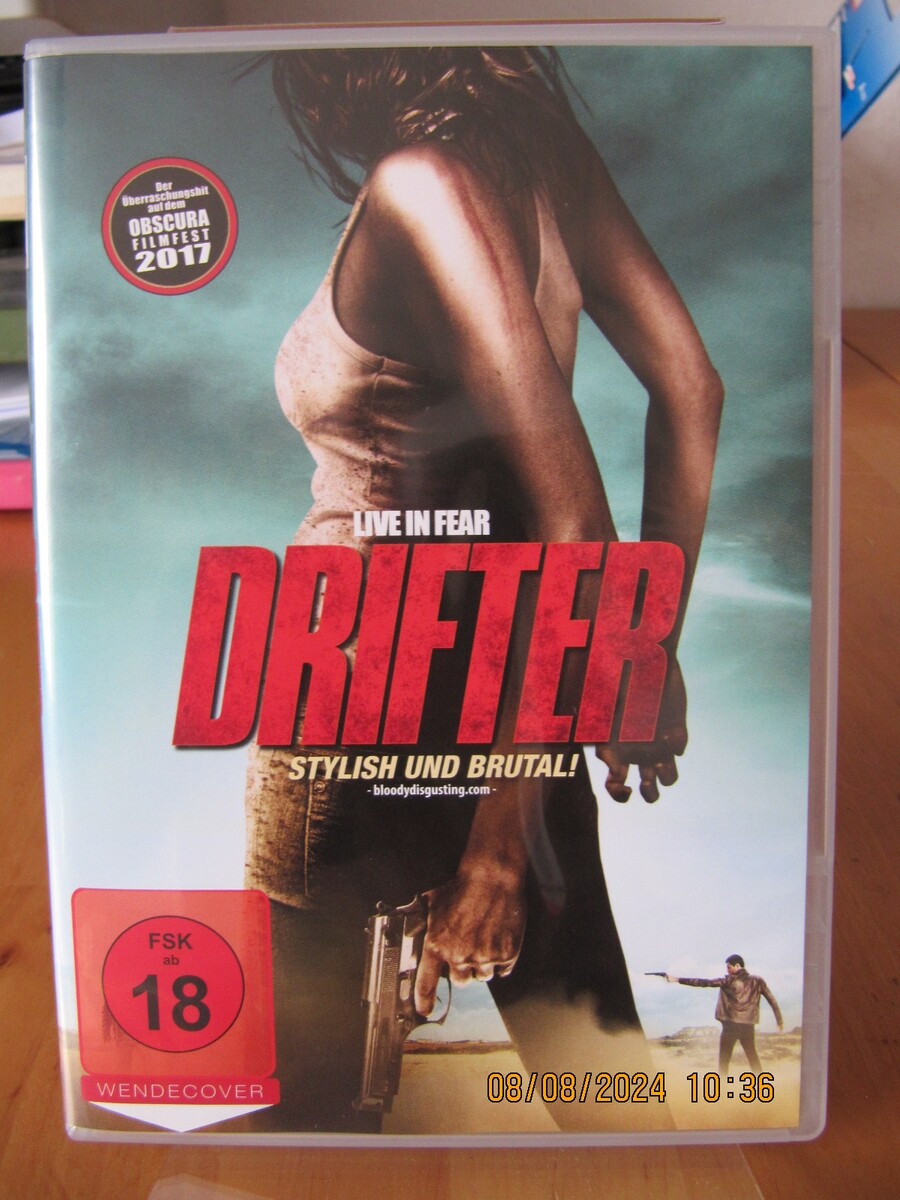 Der
Überraschungshit
auf dem
OBSCURA
FILMFEST
2017
LIVE IN FEAR
DRIFTER
STYLISH UND BRUTAL!
- bloodydisgusting.com -
FSK
ab
18
WENDECOVER
08/08/2024 10:36